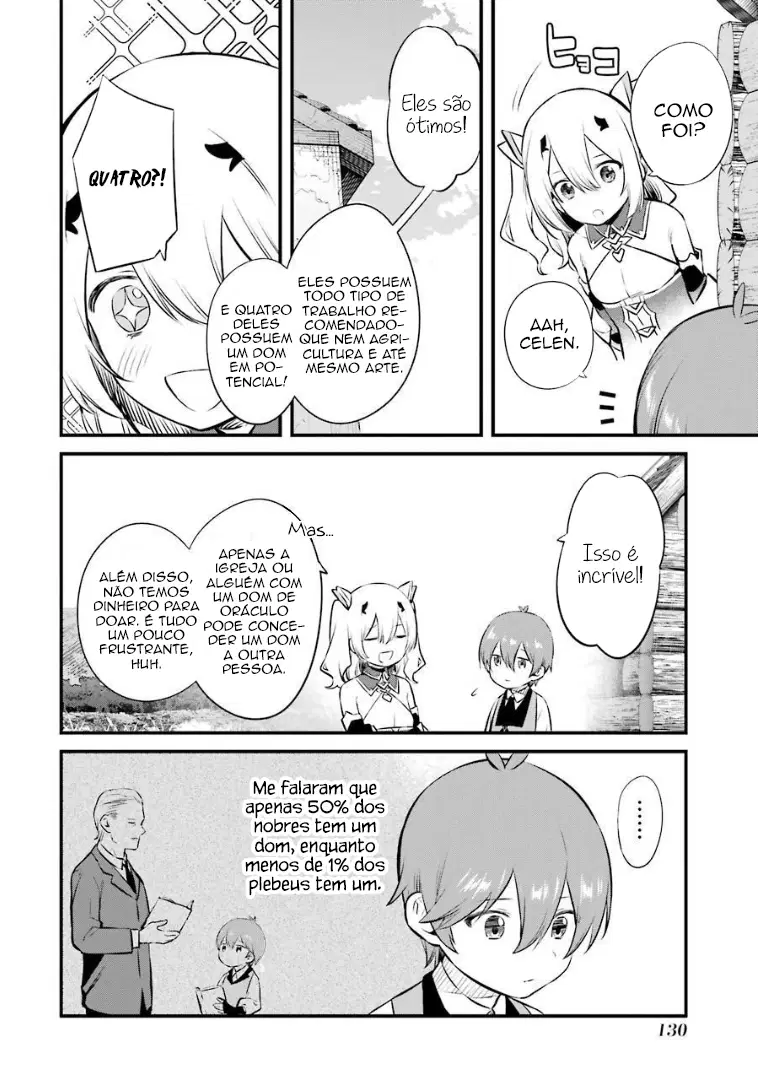 ヒョコ
COMO
FOI?
AAH,
CELEN.
Eles são
ótimos!
ELES POSSUEM
TODO TIPO DE
TRABALHO RE-
COMENDADO-
QUE NEM AGRI-
CULTURA E ATÉ
MESMO ARTE.
E QUATRO
DELES
POSSUEM
UM DOM
EM PO-
TENCIAL!
QUATRO?!
Isso é
incrível!
Mas...
APENAS A
IGREJA OU
ALGUÉM COM
UM DOM DE
ORÁCULO
PODE CONCE-
DER UM DOM
A OUTRA
PESSOA.
ALÉM DISSO,
NÃO TEMOS
DINHEIRO PARA
DOAR. É TUDO
UM POUCO
FRUSTRANTE,
HUH.
......
Me falaram que
apenas 50% dos
nobres tem um
dom, enquanto
menos de 1% dos
plebeus tem um.
130